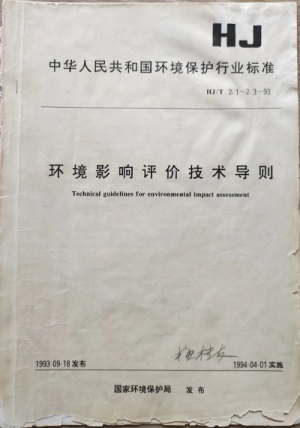 HJ
中华人民共和国环境保护行业标准
HJ/T 2.1~2.3-93
环境影响评价技术导则
Technical guidelines for environmental impact assessment
1993-09-18 发布
1994-04-01 实施
国家环境保护局 发布